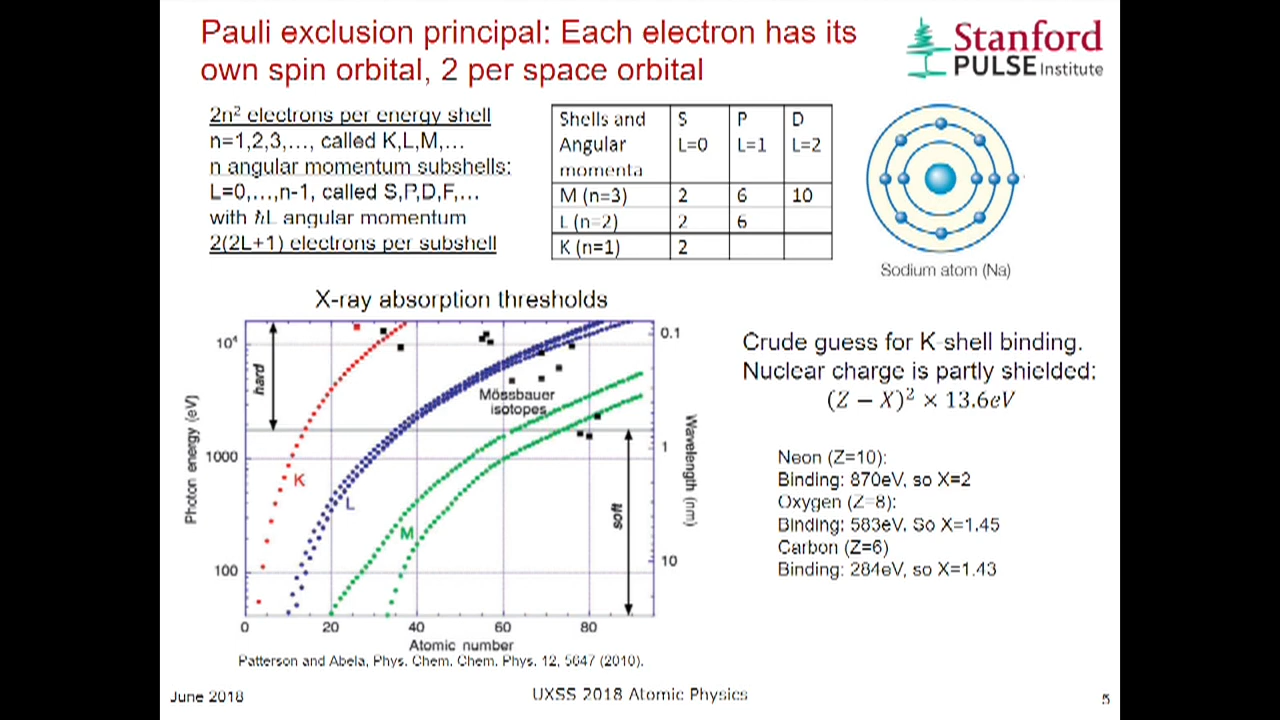 Pauli exclusion principal: Each electron has its
own spin orbital, 2 per space orbital
Stanford
PULSE Institute
2n² electrons per energy shell
n=1,2,3,…, called K,L,M,…
n angular momentum subshells:
L=0,…,n-1, called S,P,D,F,…
with ℏL angular momentum
2(2L+1) electrons per subshell
Shells and Angular momenta S L=0 P L=1 D L=2
M (n=3) 2 6 10
L (n=2) 2 6
K (n=1) 2
Sodium atom (Na)
X-ray absorption thresholds
Photon energy (eV)
10⁴
1000
100
hard
soft
K
L
M
Mössbauer
isotopes
0.1
1
10
Wavelength (nm)
0 20 40 60 80
Atomic number
Patterson and Abela, Phys. Chem. Chem. Phys. 12, 5647 (2010).
Crude guess for K-shell binding.
Nuclear charge is partly shielded:
(Z − X)² × 13.6eV
Neon (Z=10):
Binding: 870eV, so X=2
Oxygen (Z=8):
Binding: 583eV. So X=1.45
Carbon (Z=6)
Binding: 284eV, so X=1.43
June 2018
UXSS 2018 Atomic Physics
5